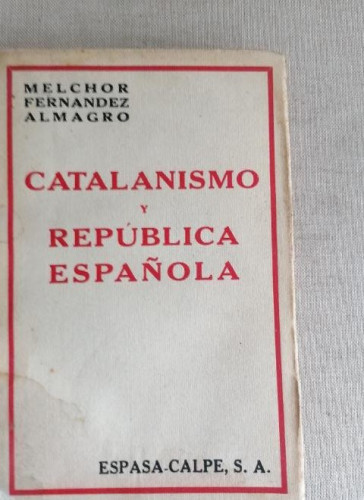 MELCHOR
FERNANDEZ
ALMAGRO
CATALANISMO
Y
REPÚBLICA
ESPAÑOLA
ESPASA-CALPE, S. A.